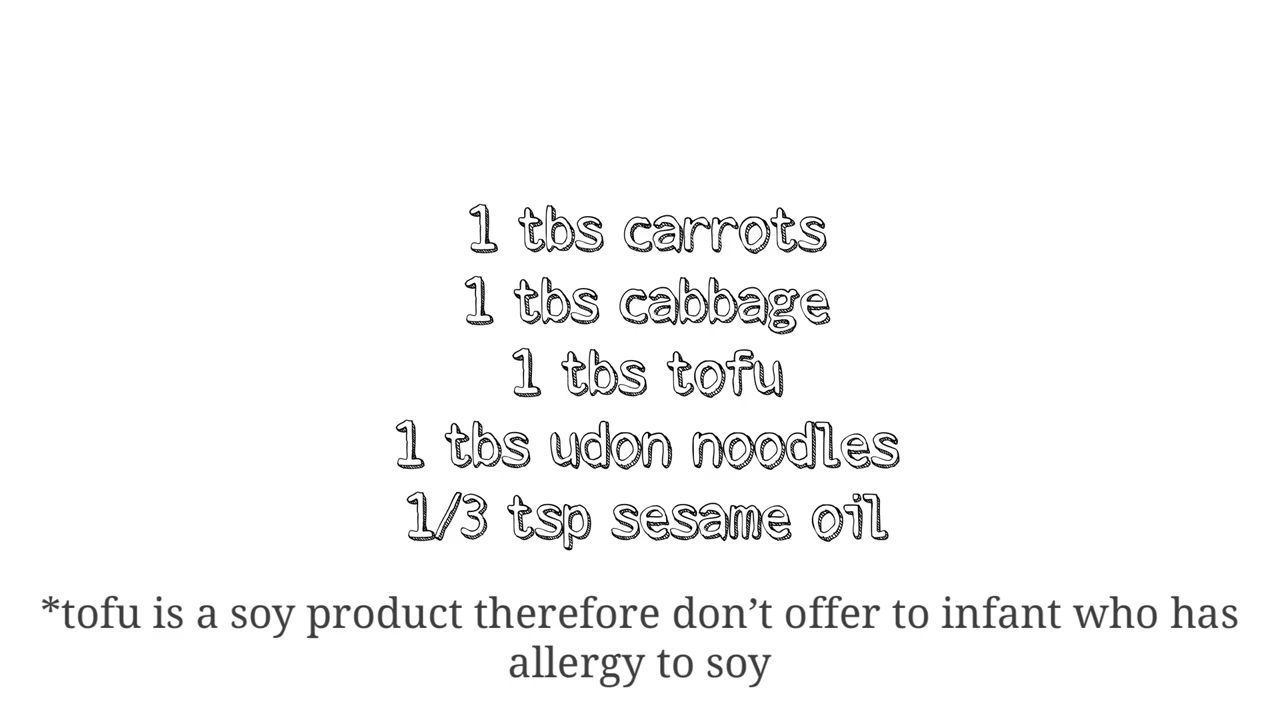 1 tbs carrots
1 tbs cabbage
1 tbs tofu
1 tbs udon noodles
1/3 tsp sesame oil
*tofu is a soy product therefore don’t offer to infant who has
allergy to soy